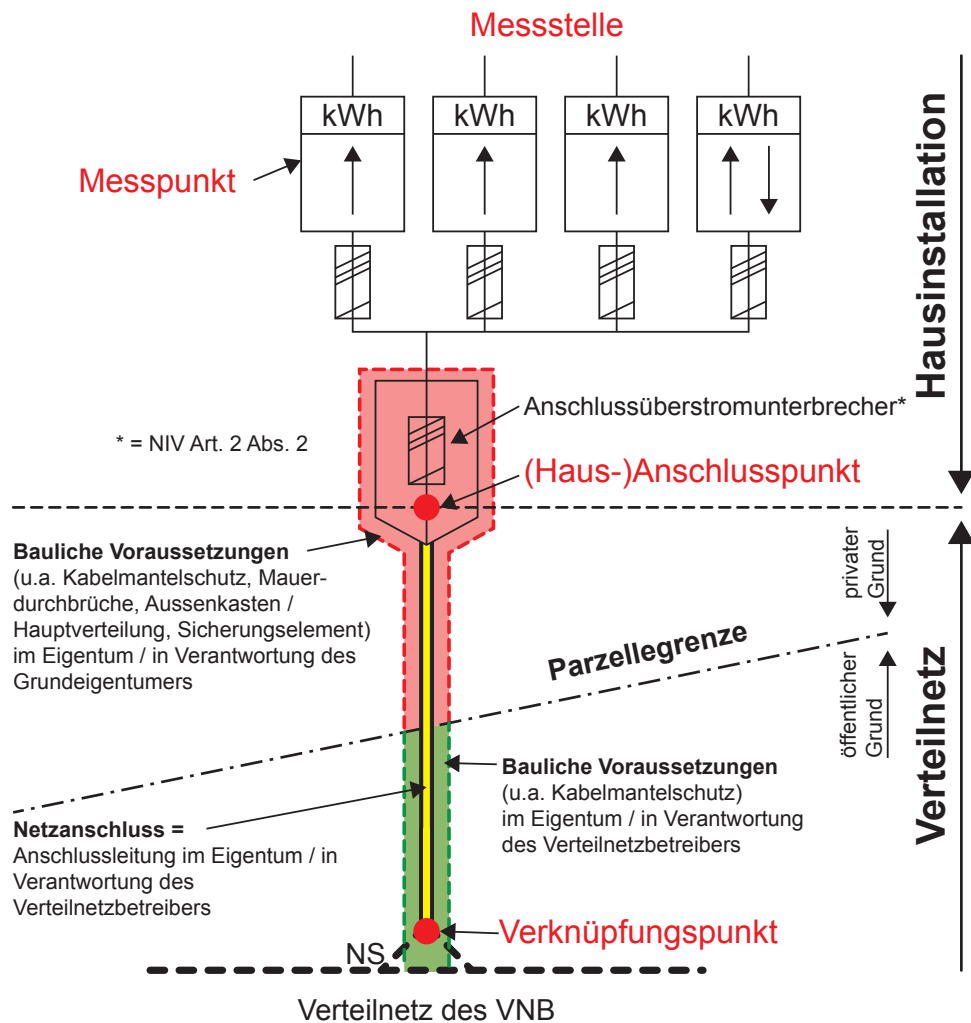 Messstelle
kWh
kWh
kWh
kWh
Messpunkt
Hausinstallation
Anschlussüberstromunterbrecher*
* = NIV Art. 2 Abs. 2
(Haus-)Anschlusspunkt
Bauliche Voraussetzungen
(u.a. Kabelmantelschutz, Mauer-
durchbrüche, Aussenkasten /
Hauptverteilung, Sicherungselement)
im Eigentum / in Verantwortung des
Grundeigentumers
privater
Grund
Parzellegrenze
öffentlicher
Grund
Verteilnetz
Bauliche Voraussetzungen
(u.a. Kabelmantelschutz)
im Eigentum / in Verantwortung
des Verteilnetzbetreibers
Netzanschluss =
Anschlussleitung im Eigentum / in
Verantwortung des
Verteilnetzbetreibers
Verknüpfungspunkt
NS
Verteilnetz des VNB